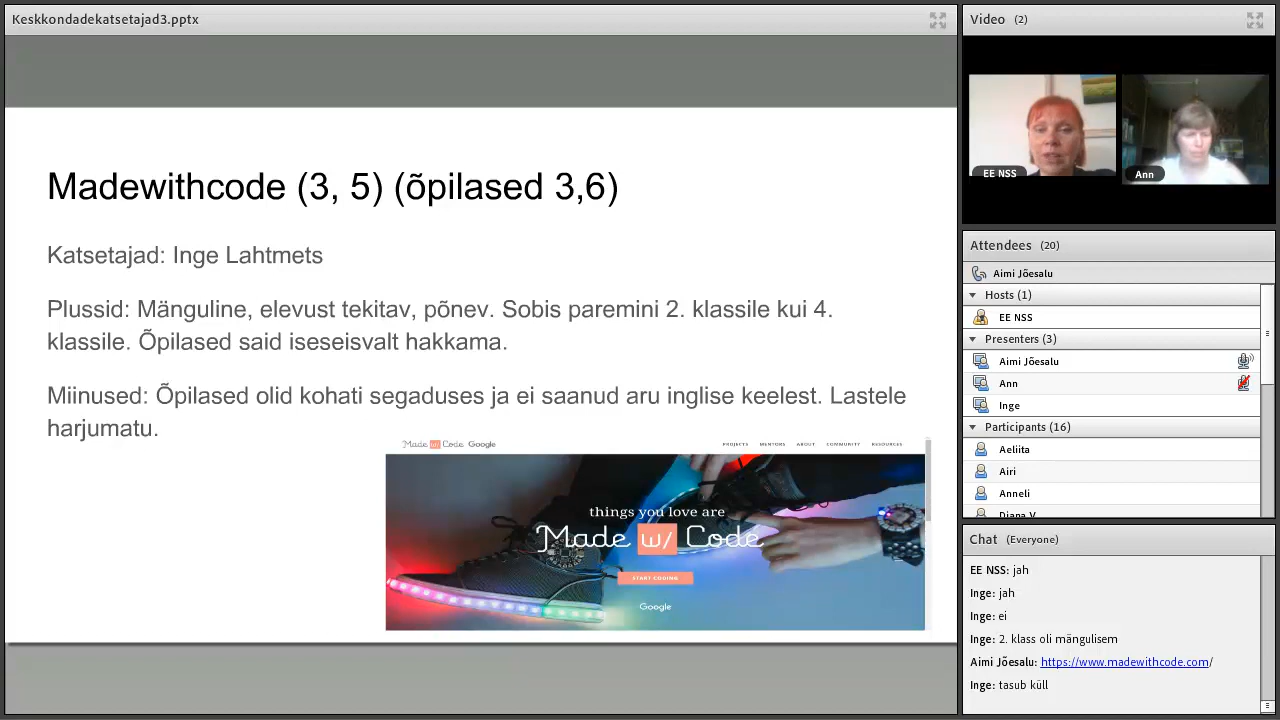 Keskkondadekatsetajad3.pptx
Madewithcode (3, 5) (õpilased 3,6)
Katsetajad: Inge Lahtmets
Plussid: Mänguline, elevust tekitav, põnev. Sobis paremini 2. klassile kui 4.
klassile. Õpilased said iseseisvalt hakkama.
Miinused: Õpilased olid kohati segaduses ja ei saanud aru inglise keelest. Lastele
harjumatu.
Made w/ Code Google
PROJECTS MENTORS ABOUT COMMUNITY RESOURCES
things you love are
Made w/ Code
START CODING
Google
Video (2)
EE NSS
Ann
Attendees (20)
Aimi Jõesalu
Hosts (1)
EE NSS
Presenters (3)
Aimi Jõesalu
Ann
Inge
Participants (16)
Aeliita
Airi
Anneli
Diana V
Chat (Everyone)
EE NSS: jah
Inge: jah
Inge: ei
Inge: 2. klass oli mängulisem
Aimi Jõesalu: https://www.madewithcode.com/
Inge: tasub küll